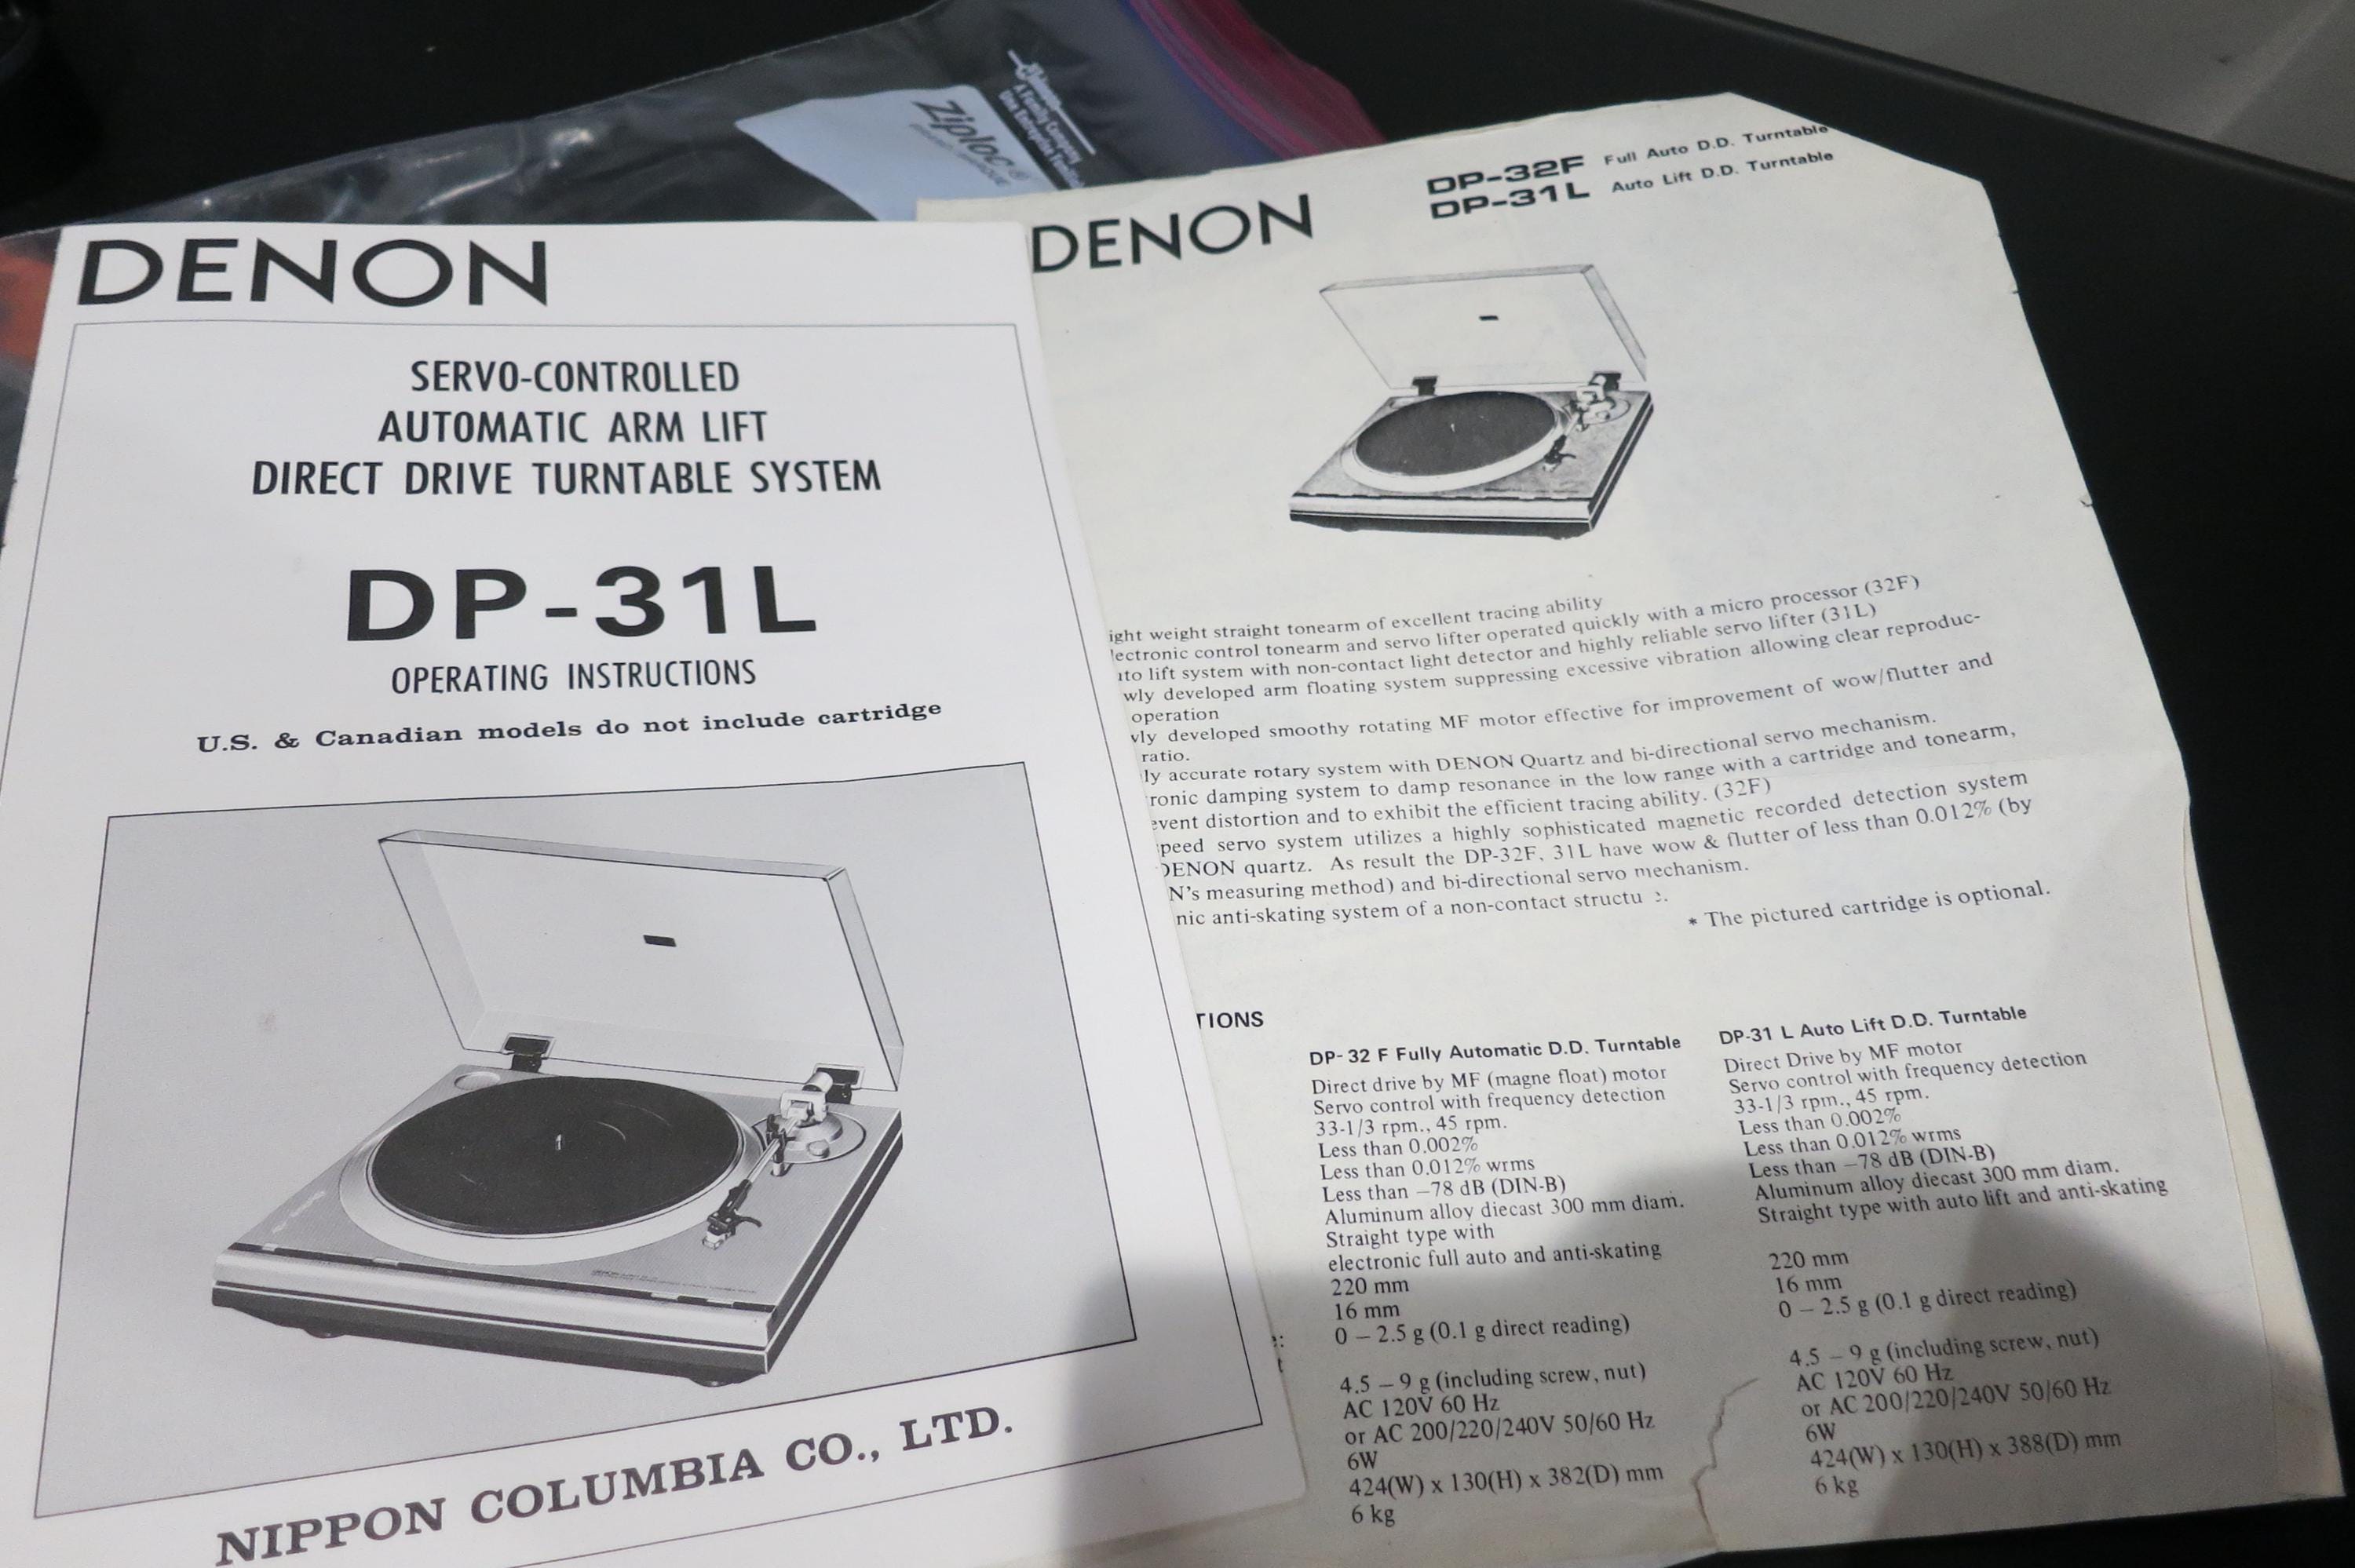 Ziploc®
A Family Company
DENON
SERVO-CONTROLLED
AUTOMATIC ARM LIFT
DIRECT DRIVE TURNTABLE SYSTEM
DP-31L
OPERATING INSTRUCTIONS
U.S. & Canadian models do not include cartridge
NIPPON COLUMBIA CO., LTD.
DENON
DP-32F Full Auto D.D. Turntable
DP-31L Auto Lift D.D. Turntable
ight weight straight tonearm of excellent tracing ability
lectronic control tonearm and servo lifter operated quickly with a micro processor (32F)
uto lift system with non-contact light detector and highly reliable servo lifter (31L)
wly developed arm floating system suppressing excessive vibration allowing clear reproduc-
operation
vly developed smoothy rotating MF motor effective for improvement of wow/flutter and
ratio.
ly accurate rotary system with DENON Quartz and bi-directional servo mechanism.
ronic damping system to damp resonance in the low range with a cartridge and tonearm,
event distortion and to exhibit the efficient tracing ability. (32F)
peed servo system utilizes a highly sophisticated magnetic recorded detection system
DENON quartz. As result the DP-32F, 31L have wow & flutter of less than 0.012% (by
N's measuring method) and bi-directional servo mechanism.
nic anti-skating system of a non-contact structu
* The pictured cartridge is optional.
TIONS
DP- 32 F Fully Automatic D.D. Turntable
Direct drive by MF (magne float) motor
Servo control with frequency detection
33-1/3 rpm., 45 rpm.
Less than 0.002%
Less than 0.012% wrms
Less than −78 dB (DIN-B)
Aluminum alloy diecast 300 mm diam.
Straight type with
electronic full auto and anti-skating
220 mm
16 mm
0 – 2.5 g (0.1 g direct reading)
4.5 – 9 g (including screw, nut)
AC 120V 60 Hz
or AC 200/220/240V 50/60 Hz
6W
424(W) x 130(H) x 382(D) mm
6 kg
DP-31 L Auto Lift D.D. Turntable
Direct Drive by MF motor
Servo control with frequency detection
33-1/3 rpm., 45 rpm.
Less than 0.002%
Less than 0.012% wrms
Less than −78 dB (DIN-B)
Aluminum alloy diecast 300 mm diam.
Straight type with auto lift and anti-skating
220 mm
16 mm
0 – 2.5 g (0.1 g direct reading)
4.5 – 9 g (including screw, nut)
AC 120V 60 Hz
or AC 200/220/240V 50/60 Hz
6W
424(W) x 130(H) x 388(D) mm
6 kg